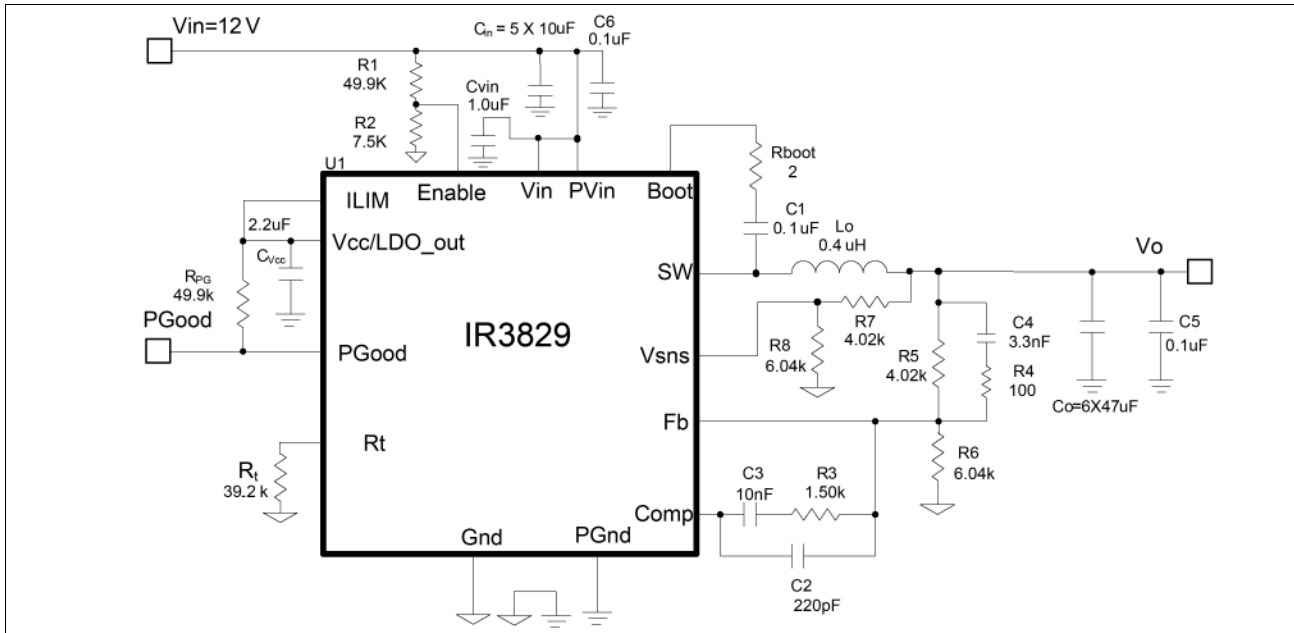 Vin=12 V
Cin = 5 X 10uF
C6
0.1uF
R1
49.9K
Cvin
1.0uF
R2
7.5K
U1
ILIM
Enable
Vin
PVin
Boot
Rboot
2
C1
0.1uF
Lo
0.4 uH
Vo
2.2uF
CVcc
Vcc/LDO_out
SW
RPG
49.9k
PGood
PGood
IR3829
Vsns
R8
6.04k
R7
4.02k
R5
4.02k
C4
3.3nF
R4
100
C5
0.1uF
Co=6X47uF
Fb
Rt
Rt
39.2 k
R6
6.04k
C3
10nF
R3
1.50k
Comp
Gnd
PGnd
C2
220pF